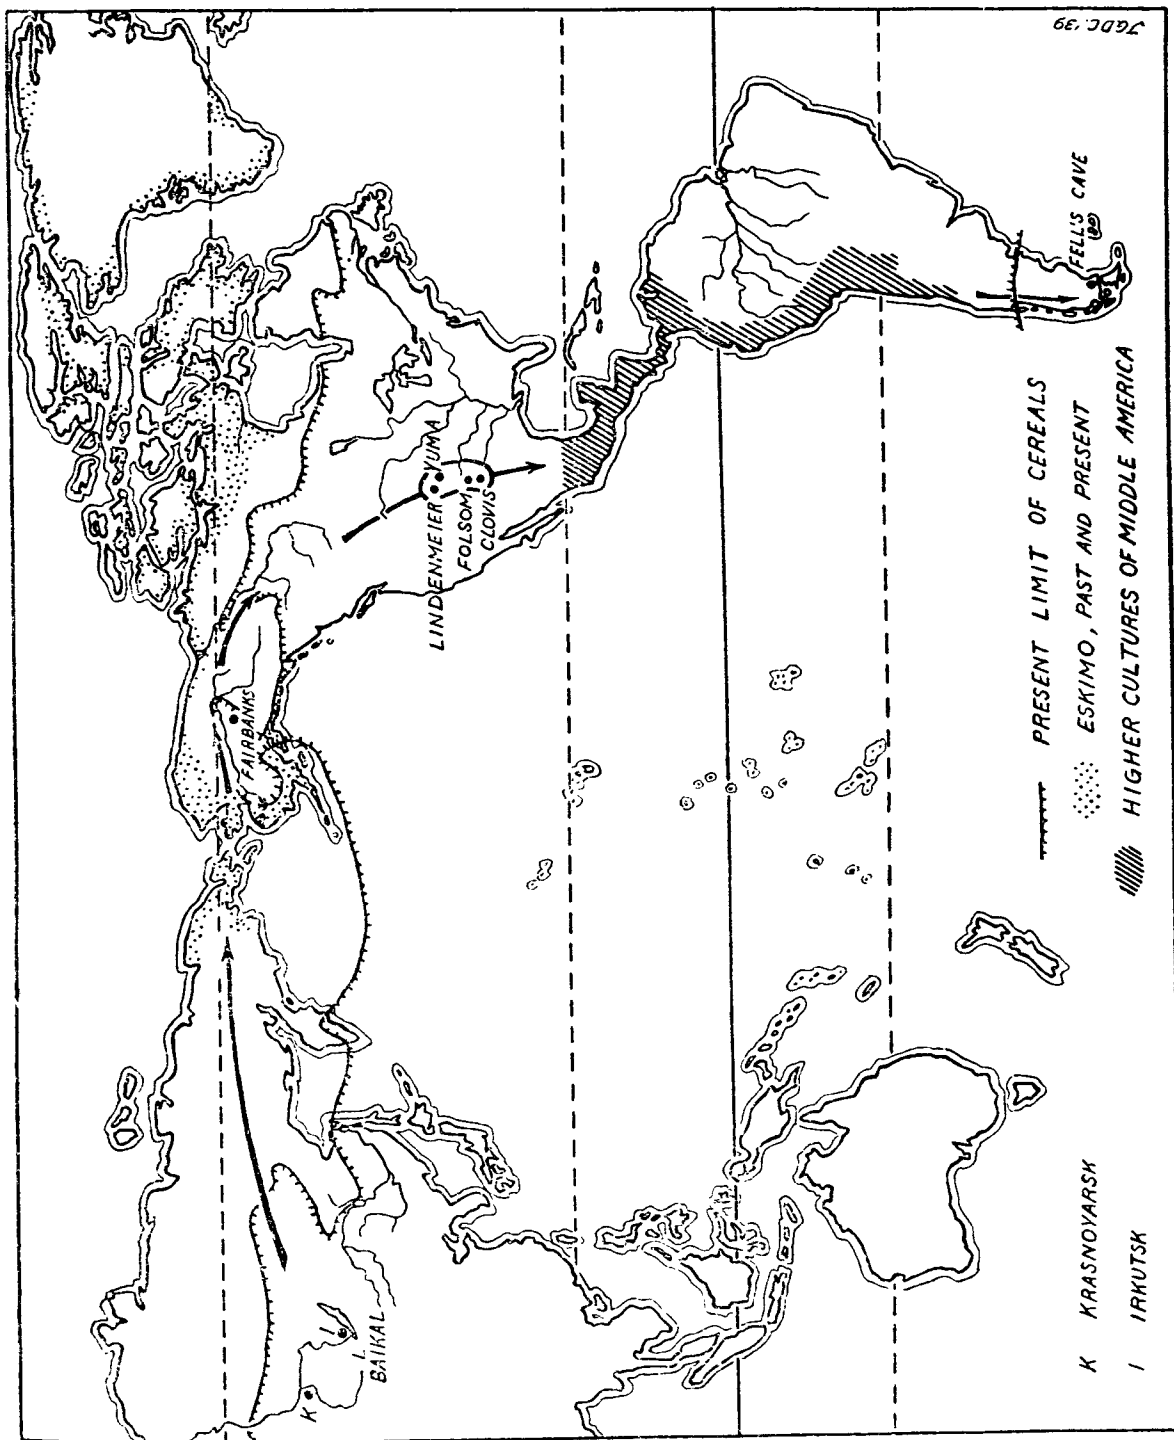 JGDC. '39
FAIRBANKS
LINDENMEIER
YUMA
FOLSOM
CLOVIS
FELL'S CAVE
K
I
L.
BAIKAL
PRESENT LIMIT OF CEREALS
ESKIMO, PAST AND PRESENT
HIGHER CULTURES OF MIDDLE AMERICA
K KRASNOYARSK
I IRKUTSK